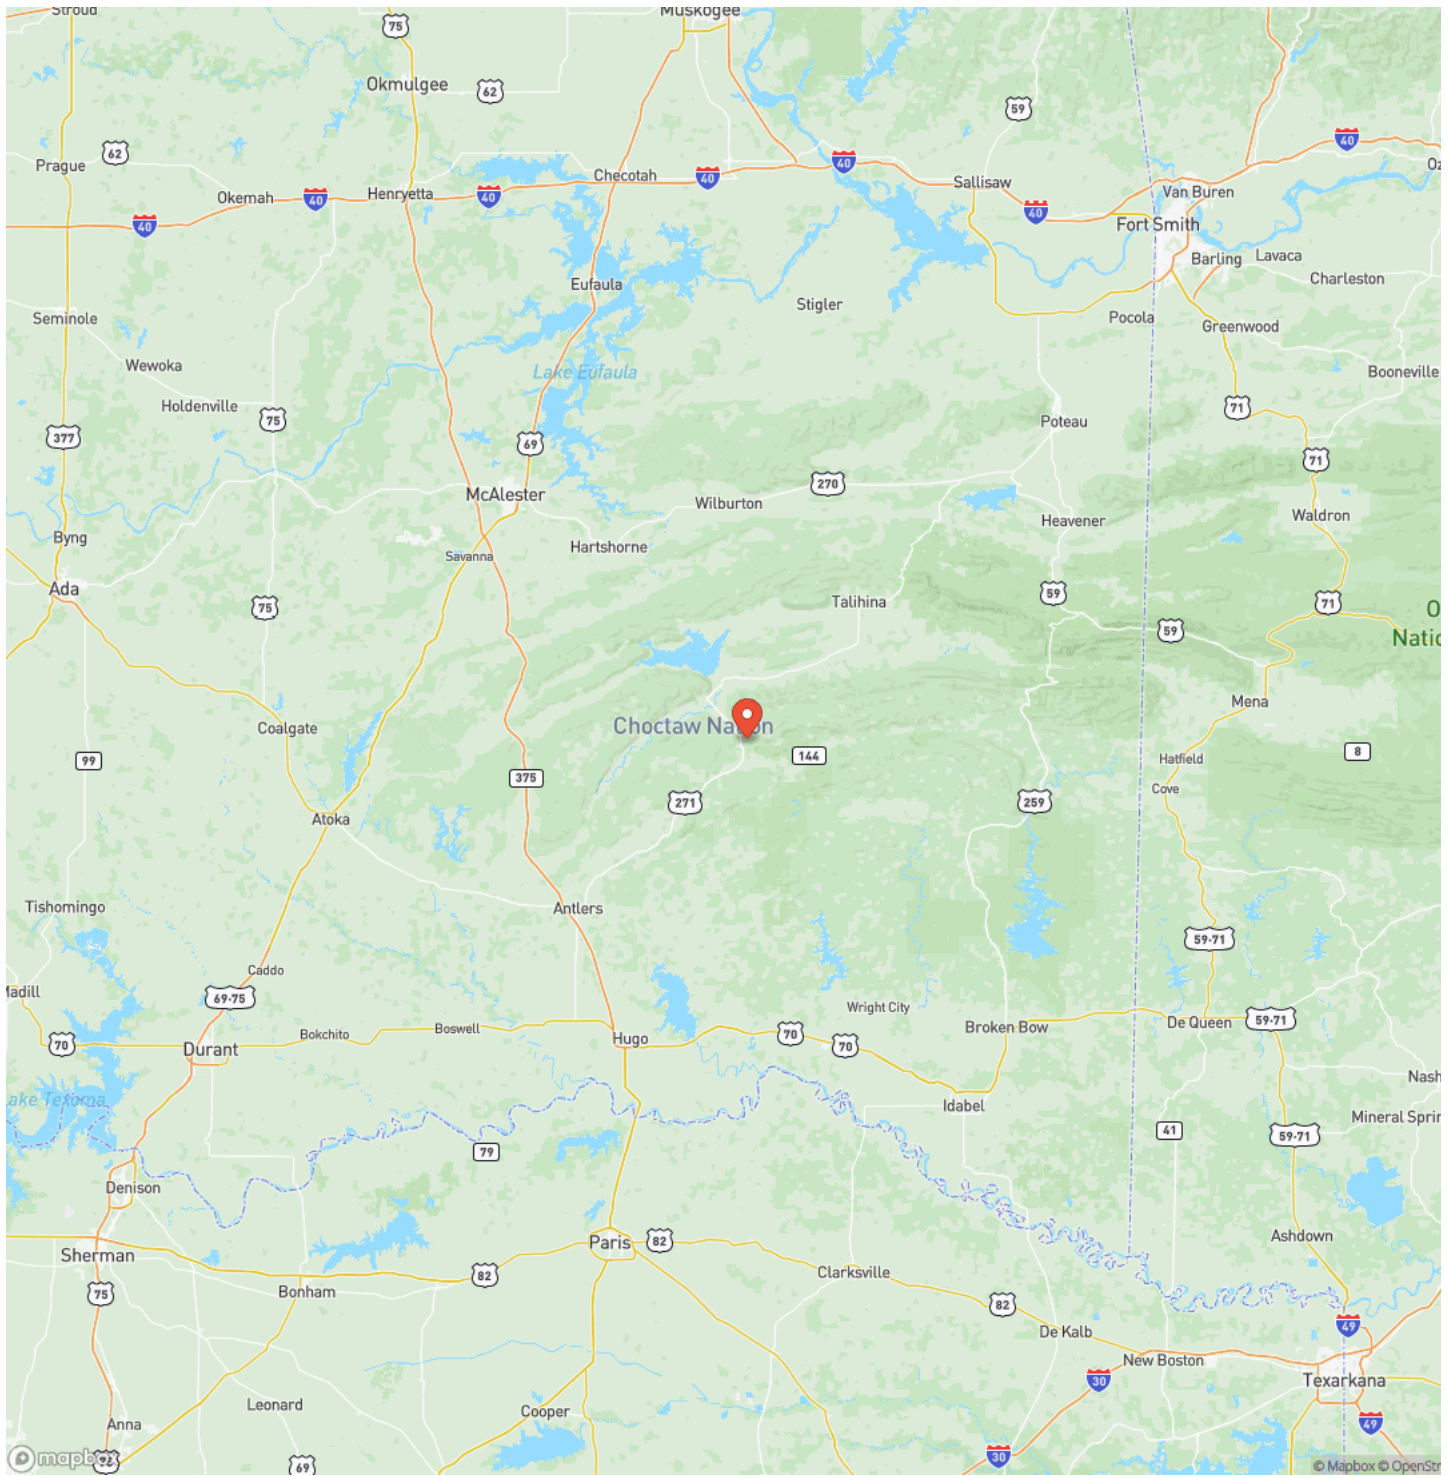 Stroud
75
Muskogee
Okmulgee
62
59
62
Prague
40
Checotah
40
40
Sallisaw
Van Buren
Okemah
40
Henryetta
40
40
Fort Smith
40
Barling
Lavaca
Charleston
Eufaula
Stigler
Seminole
Pocola
Greenwood
Wewoka
Lake Eufaula
Booneville
Holdenville
75
71
Poteau
377
69
71
McAlester
270
Wilburton
Heavener
Waldron
Byng
Hartshorne
Savanna
Ada
75
Talihina
59
71
59
Mena
Choctaw Nation
Coalgate
99
144
8
Hatfield
375
Cove
271
259
Atoka
Tishomingo
Antlers
59-71
Caddo
Madill
69-75
Wright City
70
Bokchito
Boswell
70
70
Broken Bow
De Queen
59-71
Durant
Hugo
Lake Texoma
Idabel
Mineral Sprin
41
59-71
79
Denison
Ashdown
Sherman
Paris
82
Clarksville
82
75
Bonham
82
49
De Kalb
New Boston
30
Texarkana
Leonard
Cooper
Anna
49
30
69
mapbox
© Mapbox © OpenStr